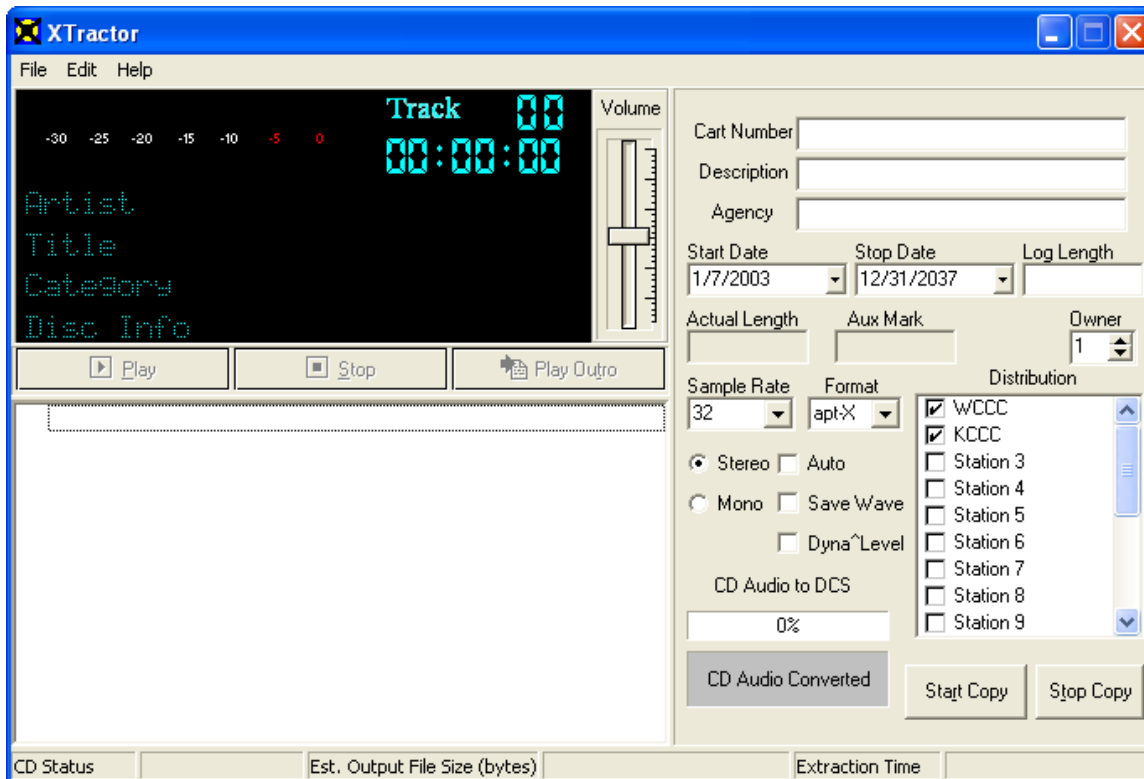 XTractor
File Edit Help
Track 00
00:00:00
-30 -25 -20 -15 -10 -5 0
Artist
Title
Category
Disc Info
Volume
Play Stop Play Outro
Cart Number
Description
Agency
Start Date Stop Date Log Length
1/7/2003 12/31/2037
Actual Length Aux Mark Owner
1
Sample Rate Format Distribution
32 apt-X
WCCC
KCCC
Station 3
Station 4
Station 5
Station 6
Station 7
Station 8
Station 9
Stereo Auto
Mono Save Wave
Dyna^Level
CD Audio to DCS
0%
CD Audio Converted
Start Copy Stop Copy
CD Status Est. Output File Size (bytes) Extraction Time